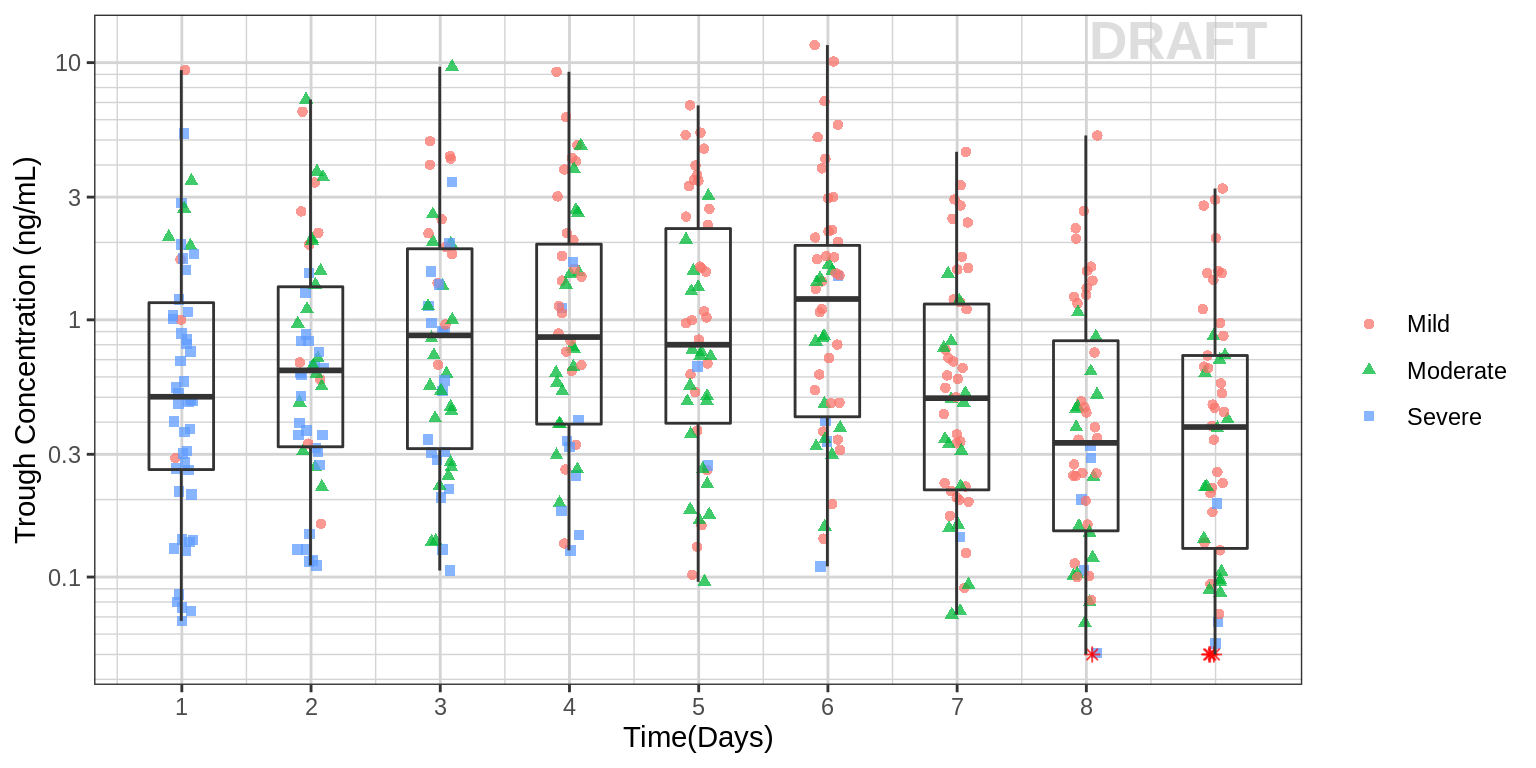 DRAFT
10
3
1
0.3
0.1
Trough Concentration (ng/mL)
1 2 3 4 5 6 7 8
Time(Days)
Mild
Moderate
Severe